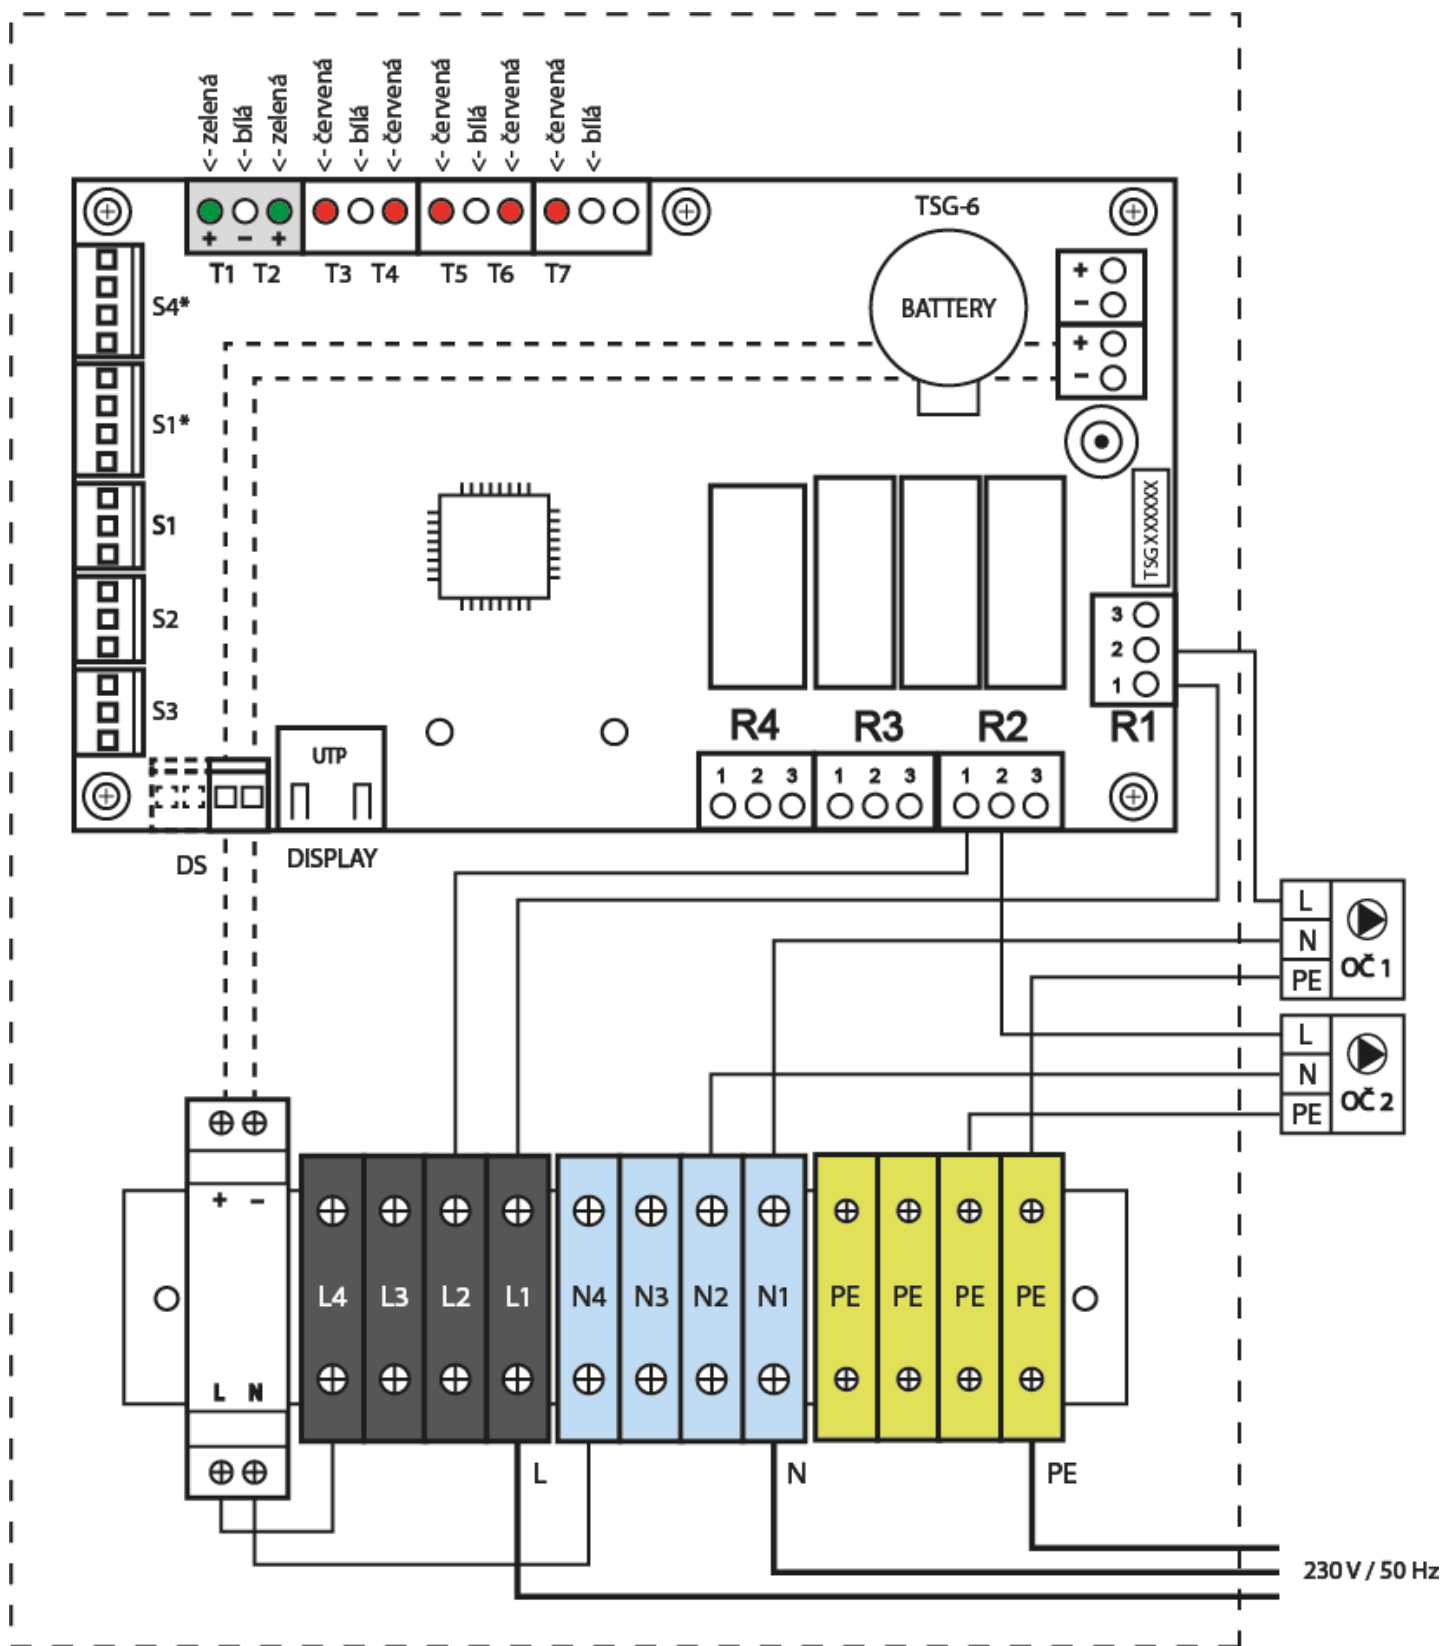 <- zelená
<- bílá
<- zelená
<- červená
<- bílá
<- červená
<- červená
<- bílá
<- červená
<- červená
<- bílá
TSG-6
+ - +
T1 T2 T3 T4 T5 T6 T7
BATTERY
+
-
+
-
S4*
S1*
S1
S2
S3
TSGXXXXXX
3
2
1
R4 R3 R2 R1
UTP
1 2 3 1 2 3 1 2 3
DS DISPLAY
L
N
PE
OČ 1
L
N
PE
OČ 2
+ -
L4 L3 L2 L1 N4 N3 N2 N1 PE PE PE PE
L N
L N PE
230 V / 50 Hz